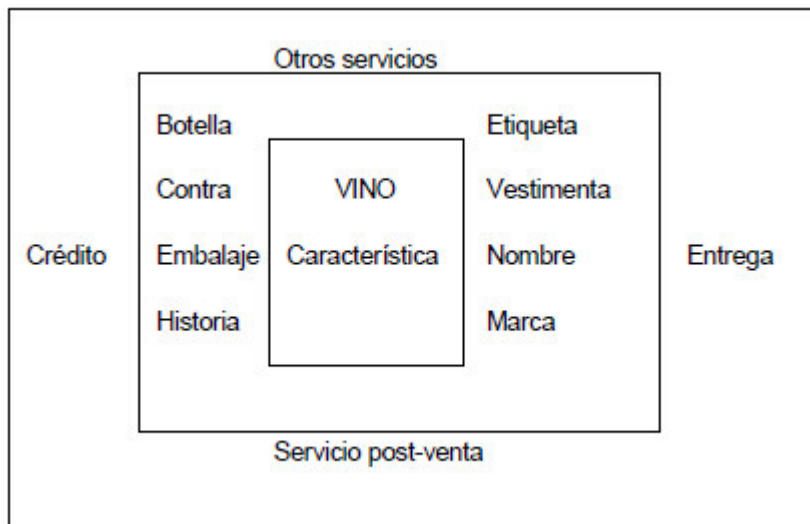 Otros servicios
Botella Etiqueta
Contra VINO Vestimenta
Crédito Embalaje Característica Nombre Entrega
Historia Marca
Servicio post-venta